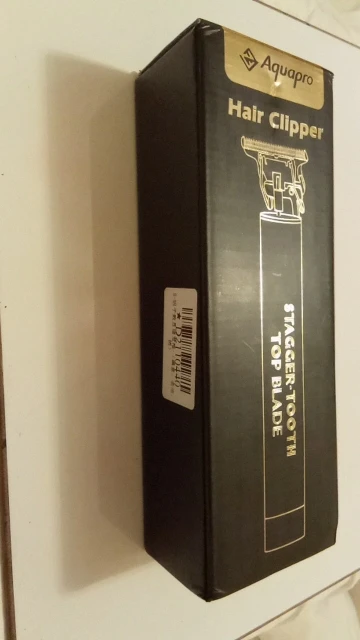 Aquapro
Hair Clipper
STAGGER-TOOTH
TOP BLADE